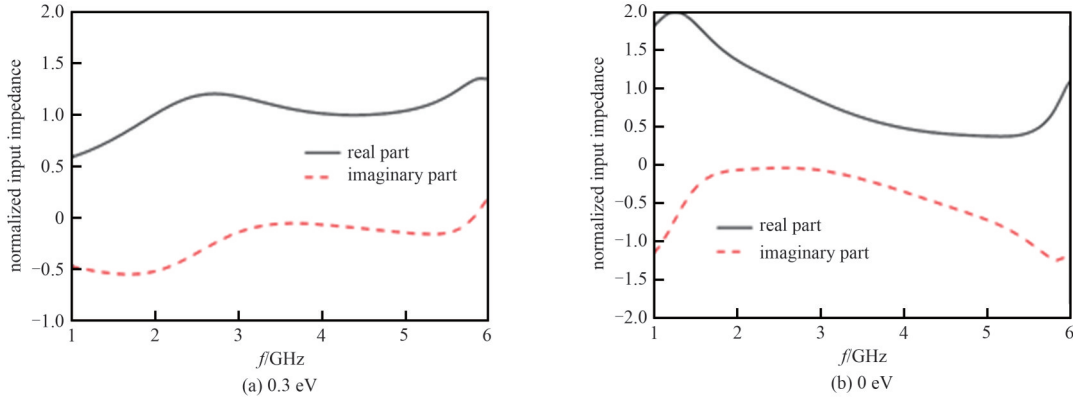 2.0
1.5
1.0
0.5
0
−0.5
−1.0
normalized input impedance
real part
imaginary part
1 2 3 4 5 6
f/GHz
(a) 0.3 eV
2.0
1.5
1.0
0.5
0
−0.5
−1.0
−1.5
−2.0
normalized input impedance
real part
imaginary part
1 2 3 4 5 6
f/GHz
(b) 0 eV